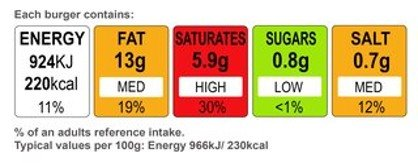 Each burger contains:
ENERGY FAT SATURATES SUGARS SALT
924KJ 13g 5.9g 0.8g 0.7g
220kcal MED HIGH LOW MED
11% 19% 30% <1% 12%
% of an adults reference intake.
Typical values per 100g: Energy 966kJ/ 230kcal